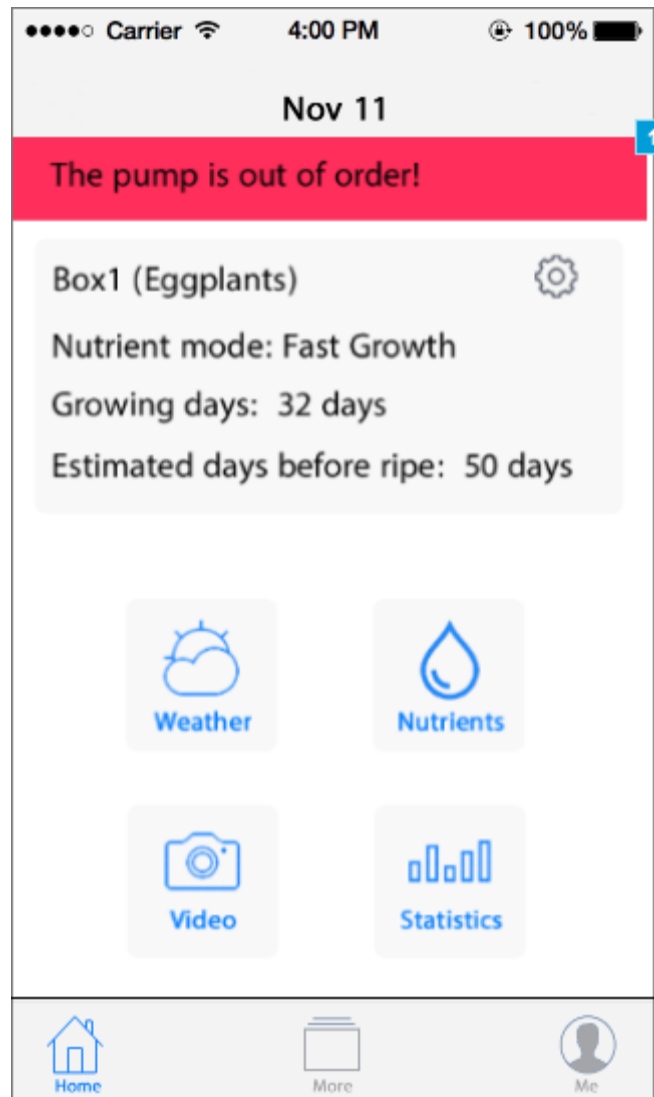 Carrier 4:00 PM 100%
Nov 11
The pump is out of order!
Box1 (Eggplants)
Nutrient mode: Fast Growth
Growing days: 32 days
Estimated days before ripe: 50 days
Weather Nutrients
Video Statistics
Home More Me